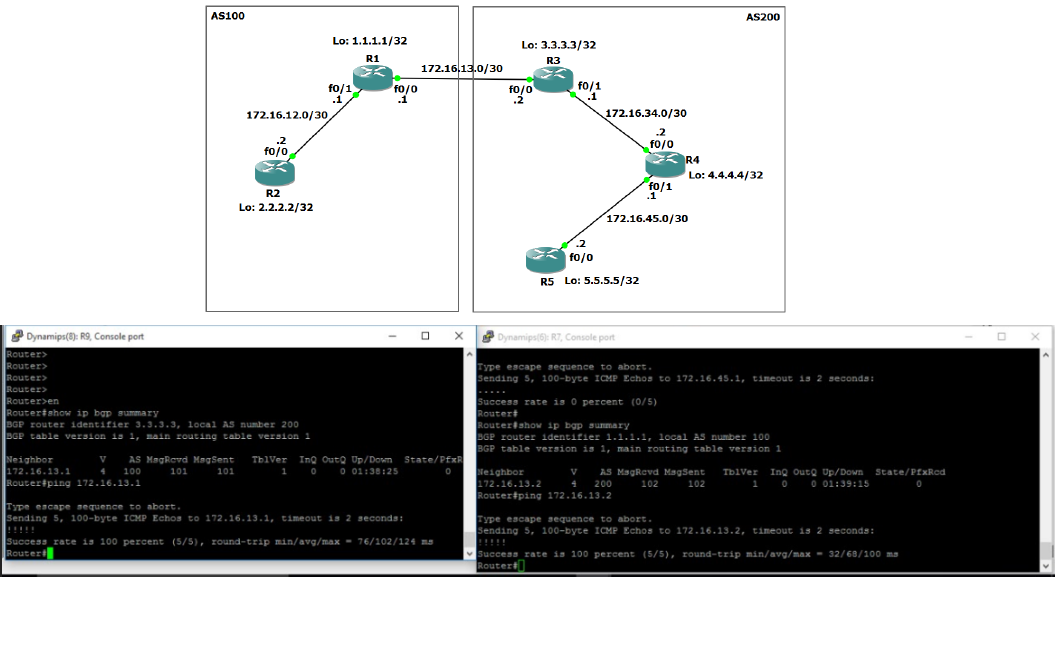 AS100
AS200
Lo: 1.1.1.1/32
R1
172.16.13.0/30
f0/1
.1
f0/0
.1
172.16.12.0/30
.2
f0/0
R2
Lo: 2.2.2.2/32
Lo: 3.3.3.3/32
R3
f0/0
.2
f0/1
.1
172.16.34.0/30
.2
f0/0
R4
Lo: 4.4.4.4/32
f0/1
.1
172.16.45.0/30
.2
f0/0
R5
Lo: 5.5.5.5/32
Dynamips(8): R9, Console port
Router>
Router>
Router>
Router>
Router>en
Router#show ip bgp summary
BGP router identifier 3.3.3.3, local AS number 200
BGP table version is 1, main routing table version 1
Neighbor V AS MsgRcvd MsgSent TblVer InQ OutQ Up/Down State/PfxR
172.16.13.1 4 100 101 101 1 0 0 01:38:25 0
Router#ping 172.16.13.1
Type escape sequence to abort.
Sending 5, 100-byte ICMP Echos to 172.16.13.1, timeout is 2 seconds:
!!!!!
Success rate is 100 percent (5/5), round-trip min/avg/max = 76/102/124 ms
Router#
Dynamips(6): R7, Console port
Type escape sequence to abort.
Sending 5, 100-byte ICMP Echos to 172.16.45.1, timeout is 2 seconds:
.....
Success rate is 0 percent (0/5)
Router#
Router#show ip bgp summary
BGP router identifier 1.1.1.1, local AS number 100
BGP table version is 1, main routing table version 1
Neighbor V AS MsgRcvd MsgSent TblVer InQ OutQ Up/Down State/PfxRcd
172.16.13.2 4 200 102 102 1 0 0 01:39:15 0
Router#ping 172.16.13.2
Type escape sequence to abort.
Sending 5, 100-byte ICMP Echos to 172.16.13.2, timeout is 2 seconds:
!!!!!
Success rate is 100 percent (5/5), round-trip min/avg/max = 32/68/100 ms
Router#